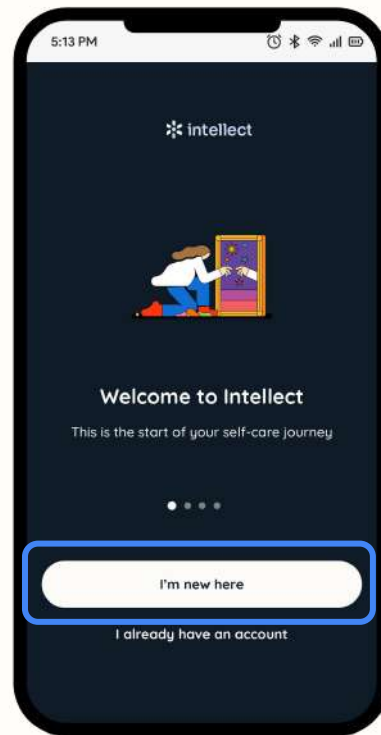 5:13 PM
intellect
Welcome to Intellect
This is the start of your self-care journey
I'm new here
I already have an account